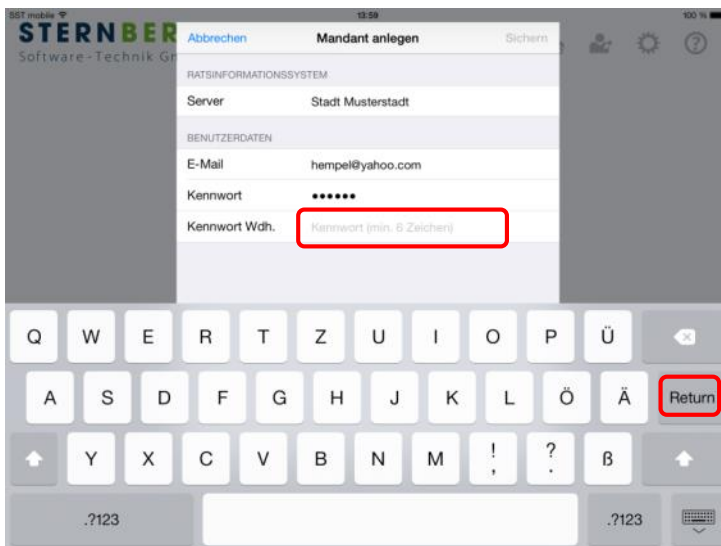 SST mobile 13:59 100 %
STERNBER
Software-Technik Gr
Abbrechen Mandant anlegen Sichern
RATSINFORMATIONSSYSTEM
Server Stadt Musterstadt
BENUTZERDATEN
E-Mail hempel@yahoo.com
Kennwort ••••••
Kennwort Wdh. Kennwort (min. 6 Zeichen)
?
Q W E R T Z U I O P Ü
A S D F G H J K L Ö Ä Return
Y X C V B N M ! , ? . ß
.?123 .?123